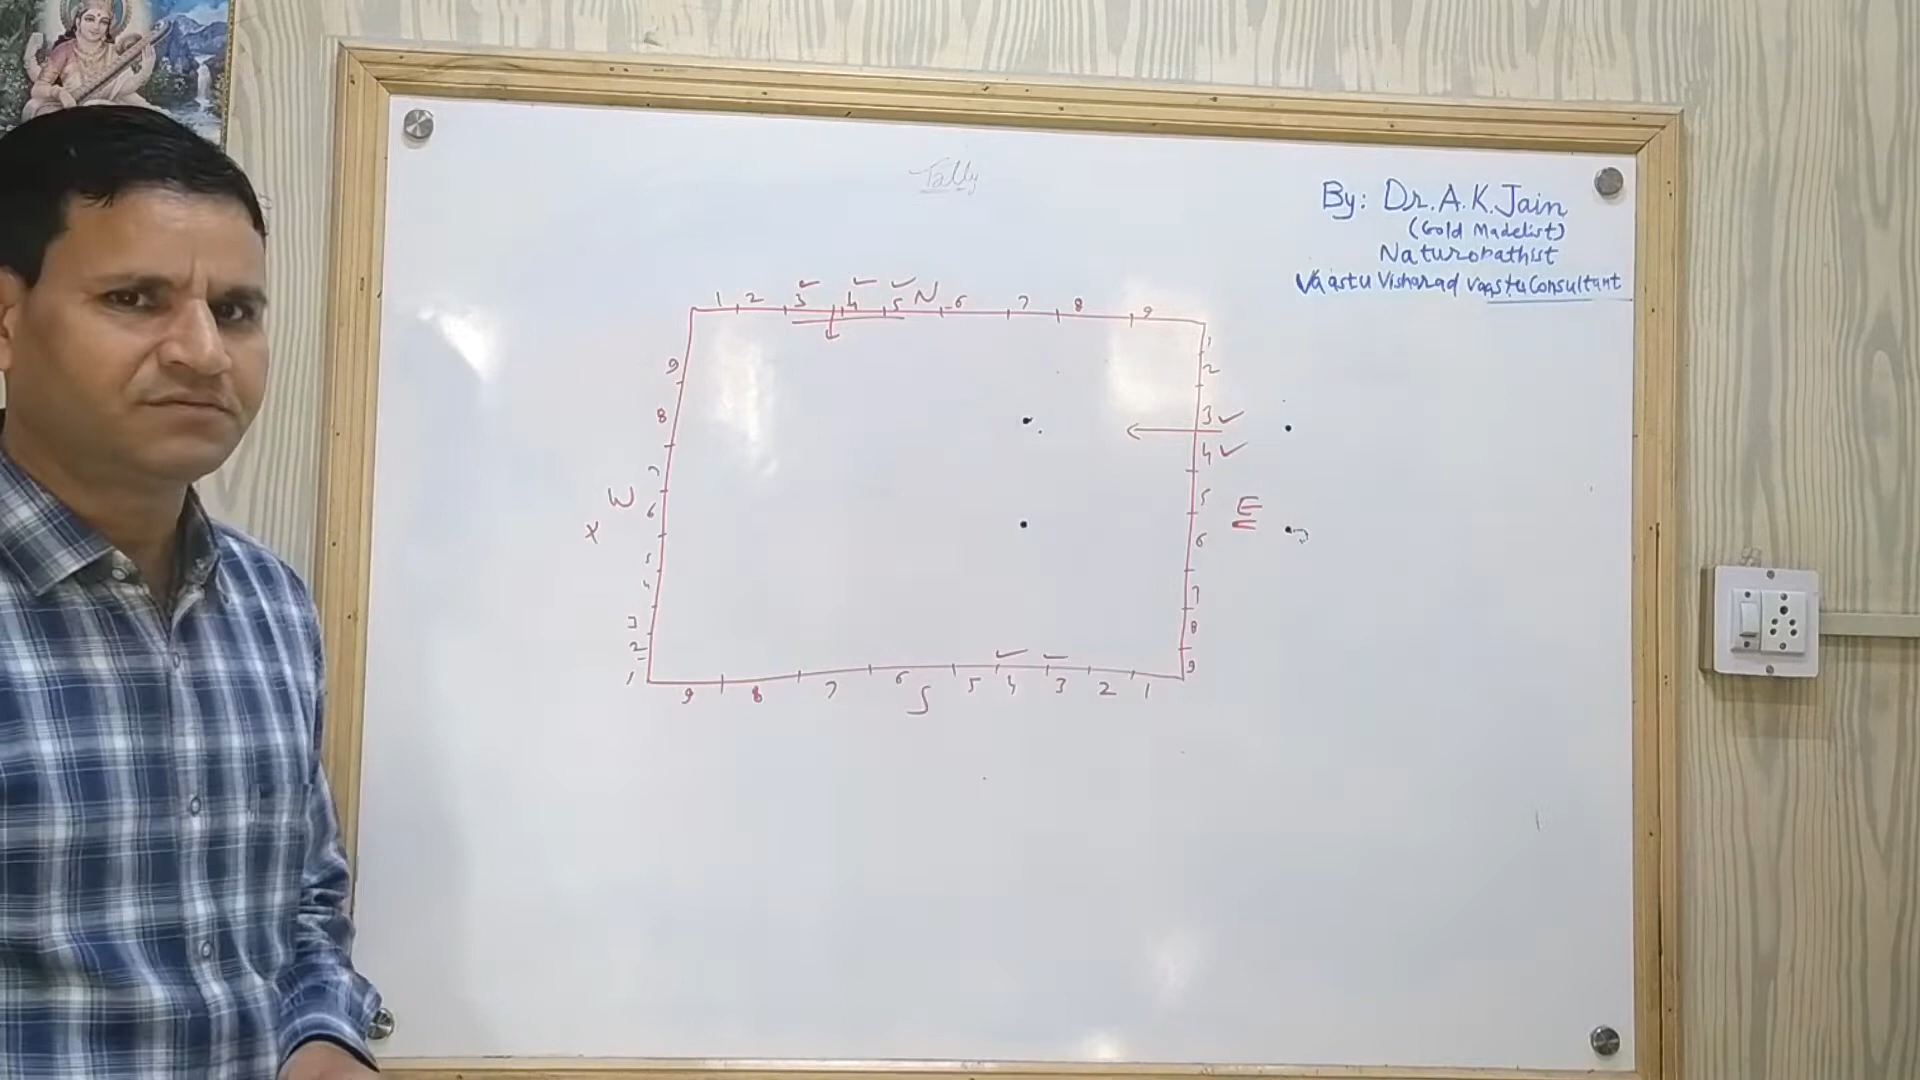 Tally
By: Dr. A. K. Jain
(Gold Madelist)
Naturopathist
Vaastu Visharad Vaastu Consultant
1 2 3 4 5 N 6 7 8 9
9
8
7
W
6
X
5
4
3
2
1
1
2
3
4
5
E
6
7
8
9
9 8 7 6 5 4 3 2 1
S